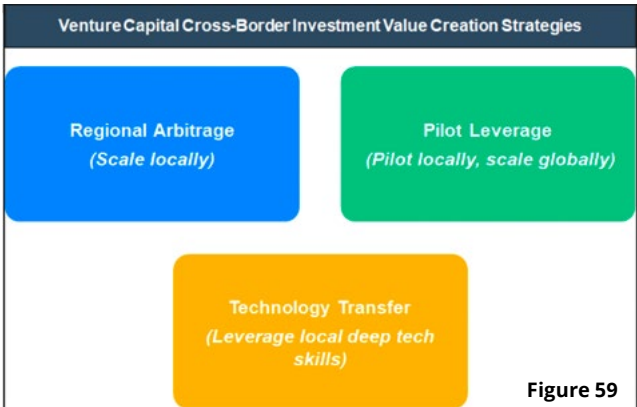 Venture Capital Cross-Border Investment Value Creation Strategies
Regional Arbitrage
(Scale locally)
Pilot Leverage
(Pilot locally, scale globally)
Technology Transfer
(Leverage local deep tech
skills)
Figure 59